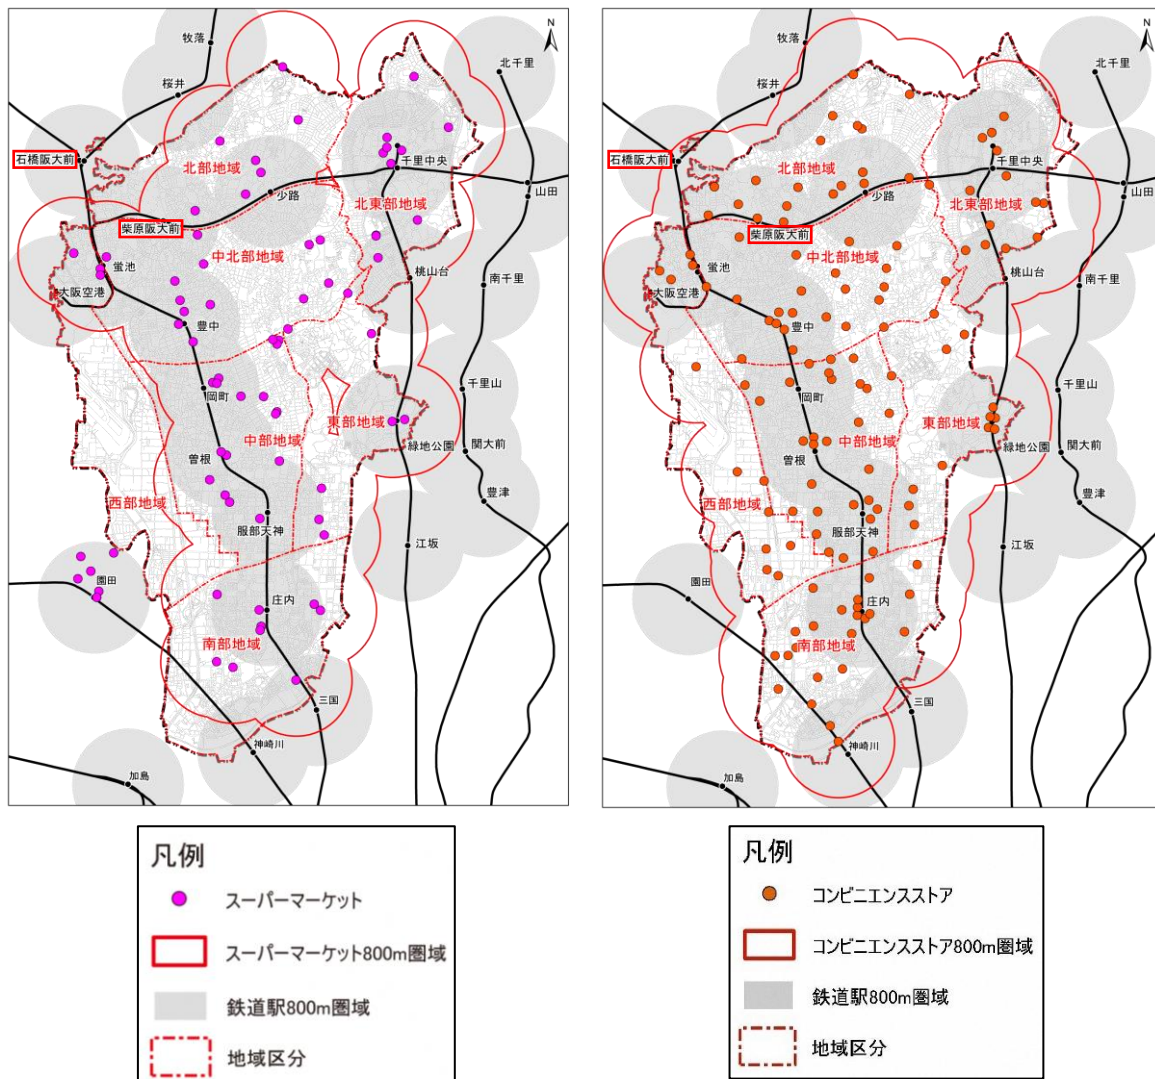 牧落
N
北千里
桜井
石橋阪大前
北部地域
千里中央
山田
少路
北東部地域
柴原阪大前
中北部地域
蛍池
桃山台
南千里
大阪空港
豊中
千里山
岡町
東部地域
中部地域
緑地公園
関大前
曽根
豊津
西部地域
服部天神
江坂
園田
庄内
南部地域
三国
神崎川
加島
凡例
スーパーマーケット
スーパーマーケット800m圏域
鉄道駅800m圏域
地域区分
牧落
N
北千里
桜井
石橋阪大前
北部地域
千里中央
山田
少路
北東部地域
柴原阪大前
中北部地域
蛍池
桃山台
南千里
大阪空港
豊中
千里山
岡町
東部地域
中部地域
緑地公園
関大前
曽根
豊津
西部地域
服部天神
江坂
園田
庄内
南部地域
三国
神崎川
加島
凡例
コンビニエンスストア
コンビニエンスストア800m圏域
鉄道駅800m圏域
地域区分